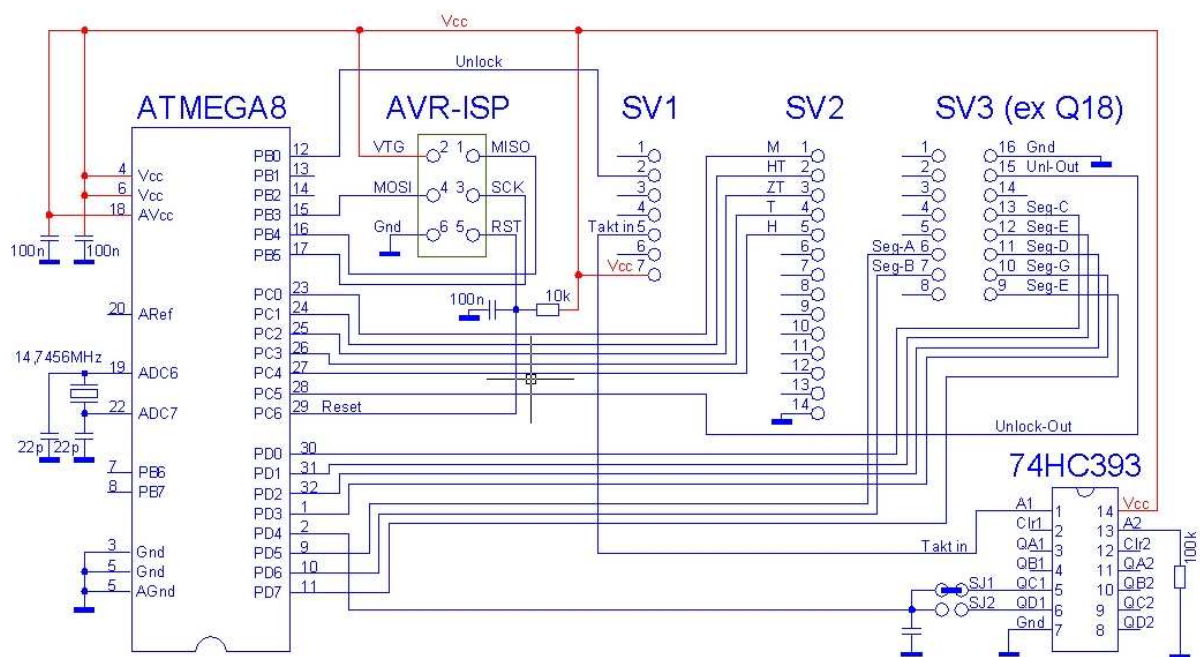 Vcc
Unlock
ATMEGA8
AVR-ISP
SV1
SV2
SV3 (ex Q18)
4 Vcc
6 Vcc
18 AVcc
100n
100n
20 ARef
14,7456MHz
19 ADC6
22 ADC7
22p
22p
7 PB6
8 PB7
3 Gnd
5 Gnd
5 AGnd
PB0 12
PB1 13
PB2 14
PB3 15
PB4 16
PB5 17
PC0 23
PC1 24
PC2 25
PC3 26
PC4 27
PC5 28
PC6 29 Reset
PD0 30
PD1 31
PD2 32
PD3 1
PD4 2
PD5 9
PD6 10
PD7 11
VTG 2 1 MISO
MOSI 4 3 SCK
Gnd 6 5 RST
100n
10k
1
2
3
4
Takt in 5
6
Vcc 7
M 1
HT 2
ZT 3
T 4
H 5
6
7
8
9
10
11
12
13
14
1
2
3
4
5
Seg-A 6
Seg-B 7
8
16 Gnd
15 Unl-Out
14
13 Seg-C
12 Seg-E
11 Seg-D
10 Seg-G
9 Seg-E
Unlock-Out
74HC393
Takt in
A1 1
Clr1 2
QA1 3
QB1 4
SJ1 QC1 5
SJ2 QD1 6
Gnd 7
14 Vcc
13 A2
12 Clr2
11 QA2
10 QB2
9 QC2
8 QD2
100k